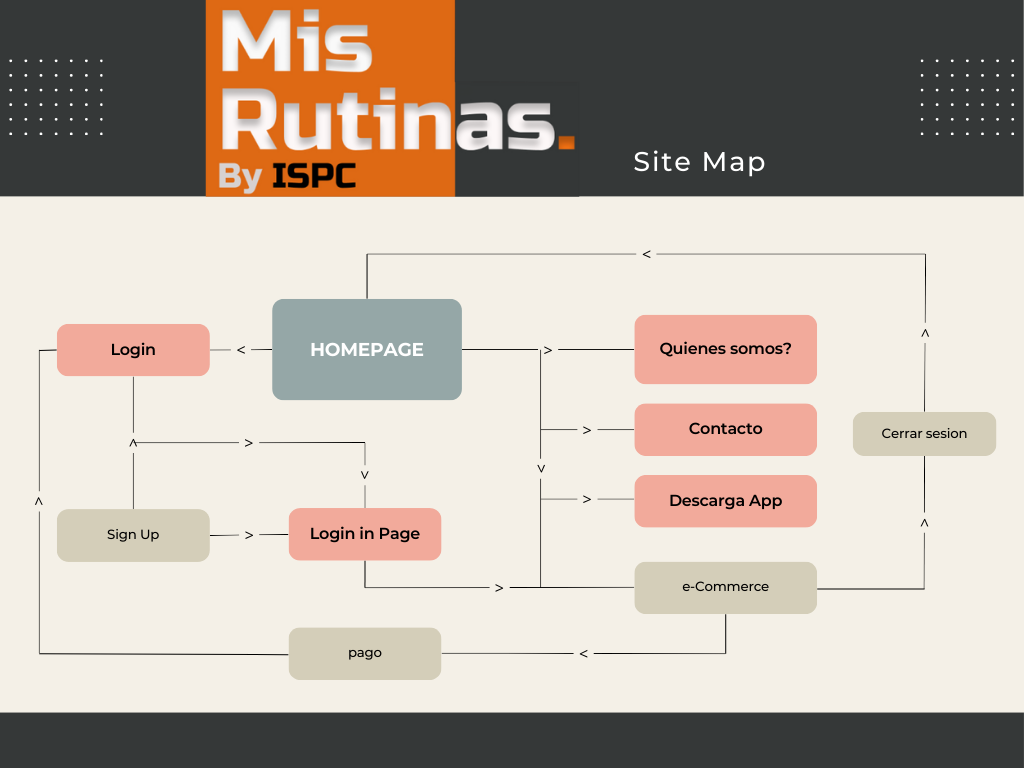 Mis
Rutinas.
By ISPC
Site Map
Login
HOMEPAGE
Quienes somos?
Contacto
Cerrar sesion
Descarga App
Sign Up
Login in Page
e-Commerce
pago